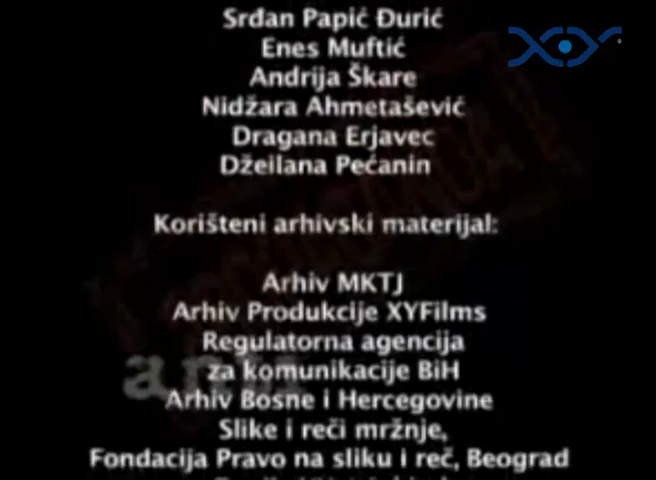 Srđan Papić Đurić
Enes Muftić
Andrija Škare
Nidžara Ahmetašević
Dragana Erjavec
Džeilana Pećanin
Korišteni arhivski materijal:
Arhiv MKTJ
Arhiv Produkcije XYFilms
Regulatorna agencija
za komunikacije BiH
Arhiv Bosne i Hercegovine
Slike i reči mržnje,
Fondacija Pravo na sliku i reč, Beograd